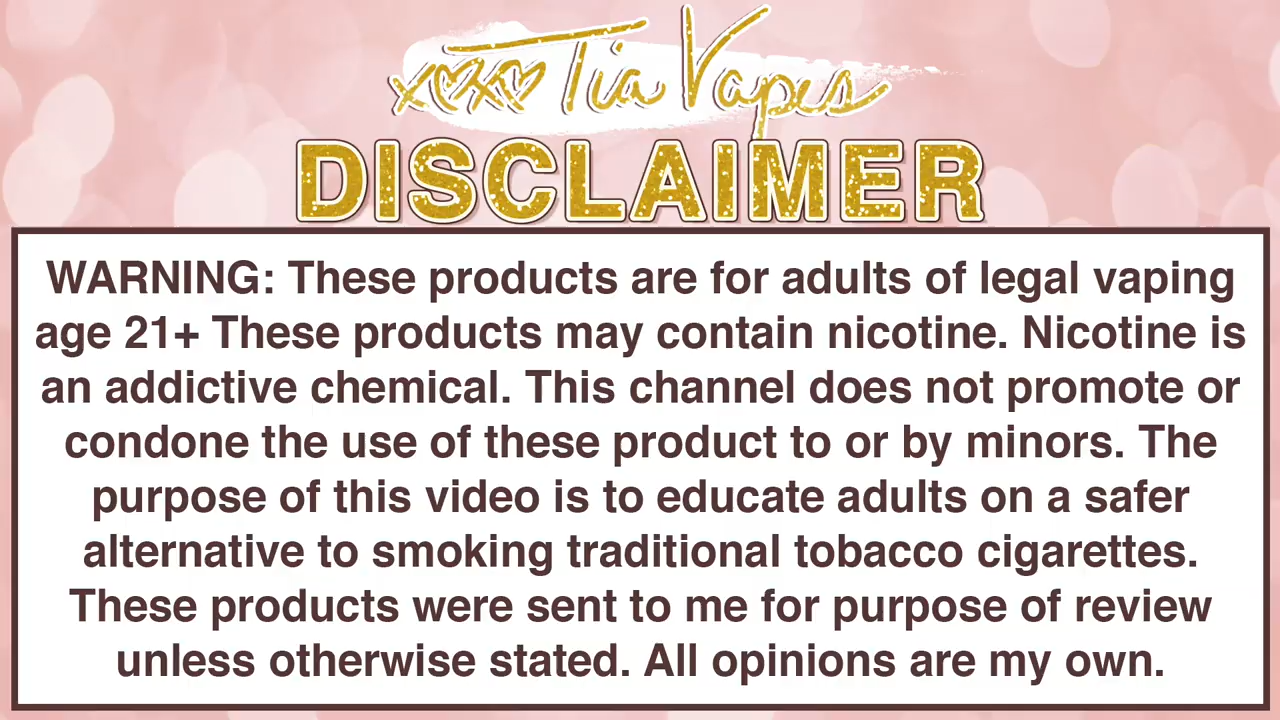 xoxo Tia Vapes
DISCLAIMER
WARNING: These products are for adults of legal vaping
age 21+ These products may contain nicotine. Nicotine is
an addictive chemical. This channel does not promote or
condone the use of these product to or by minors. The
purpose of this video is to educate adults on a safer
alternative to smoking traditional tobacco cigarettes.
These products were sent to me for purpose of review
unless otherwise stated. All opinions are my own.